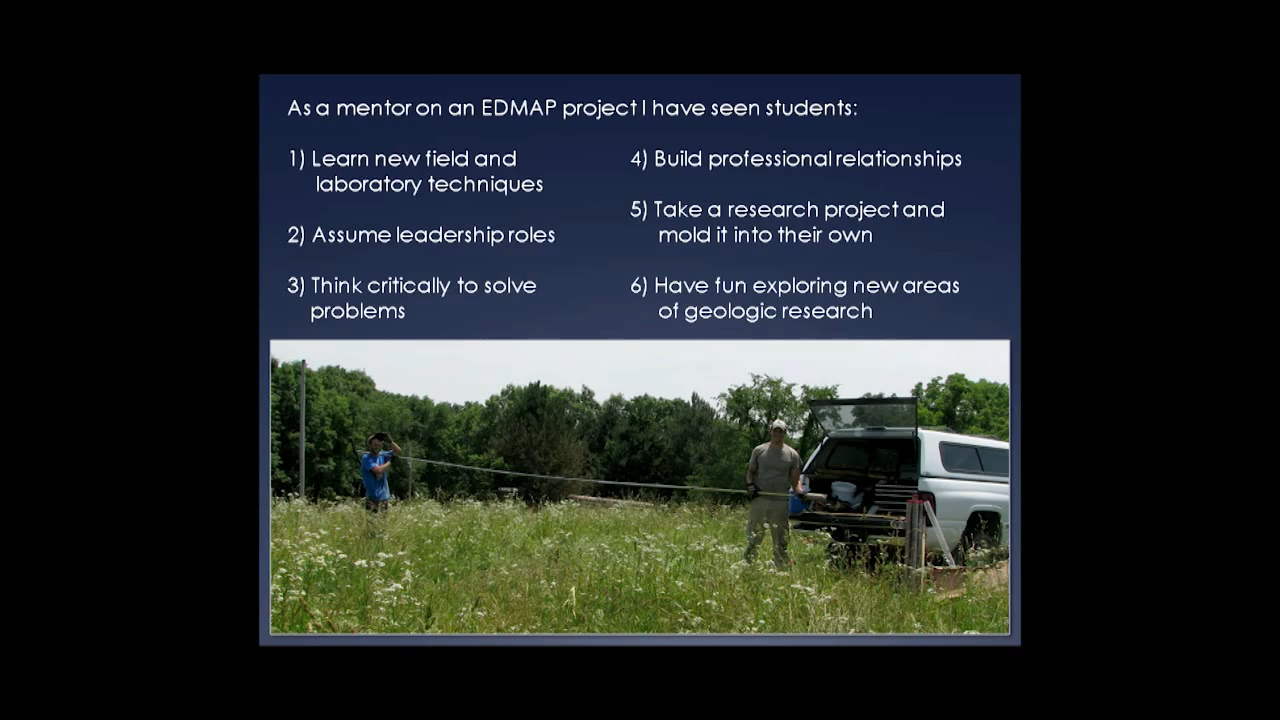 As a mentor on an EDMAP project I have seen students:
1) Learn new field and
laboratory techniques
2) Assume leadership roles
3) Think critically to solve
problems
4) Build professional relationships
5) Take a research project and
mold it into their own
6) Have fun exploring new areas
of geologic research